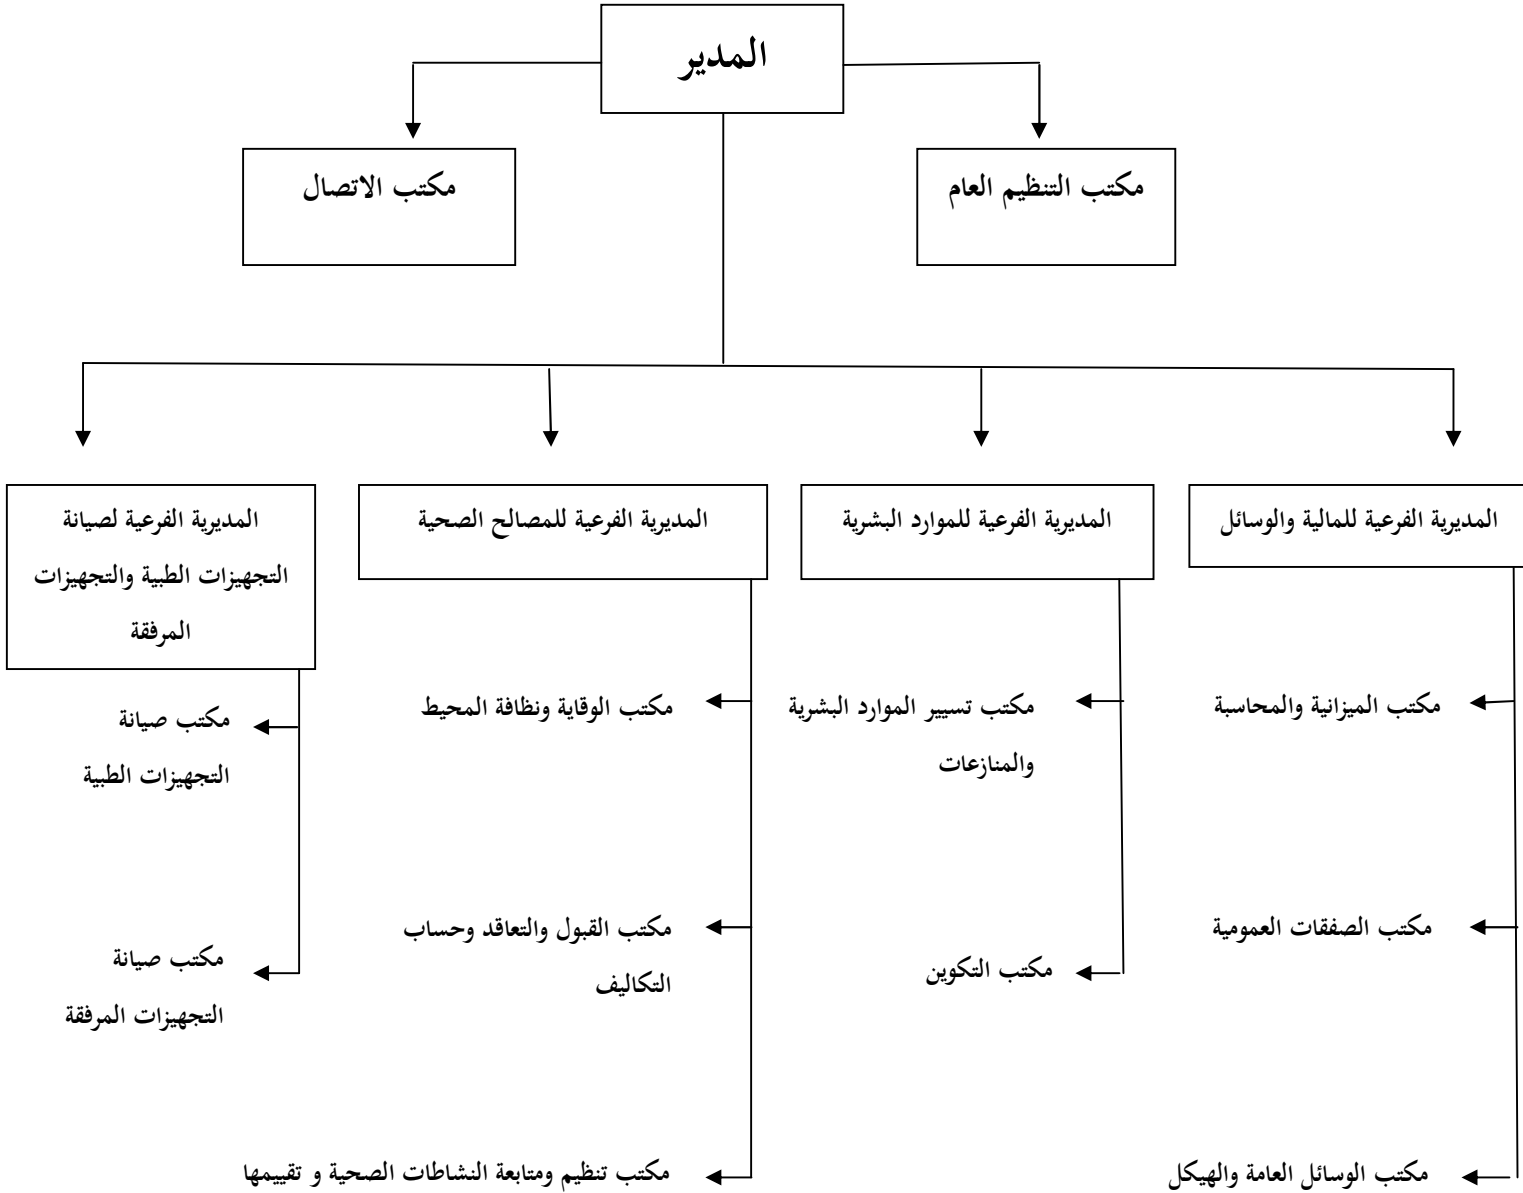 المدير
مكتب التنظيم العام
مكتب الاتصال
المديرية الفرعية للمالية والوسائل
المديرية الفرعية للموارد البشرية
المديرية الفرعية للمصالح الصحية
المديرية الفرعية لصيانة
التجهيزات الطبية والتجهيزات
المرفقة
مكتب الميزانية والمحاسبة
مكتب الصفقات العمومية
مكتب الوسائل العامة والهيكل
مكتب تسيير الموارد البشرية
والمنازعات
مكتب التكوين
مكتب الوقاية ونظافة المحيط
مكتب القبول والتعاقد وحساب
التكاليف
مكتب تنظيم ومتابعة النشاطات الصحية و تقييمها
مكتب صيانة
التجهيزات الطبية
مكتب صيانة
التجهيزات المرفقة